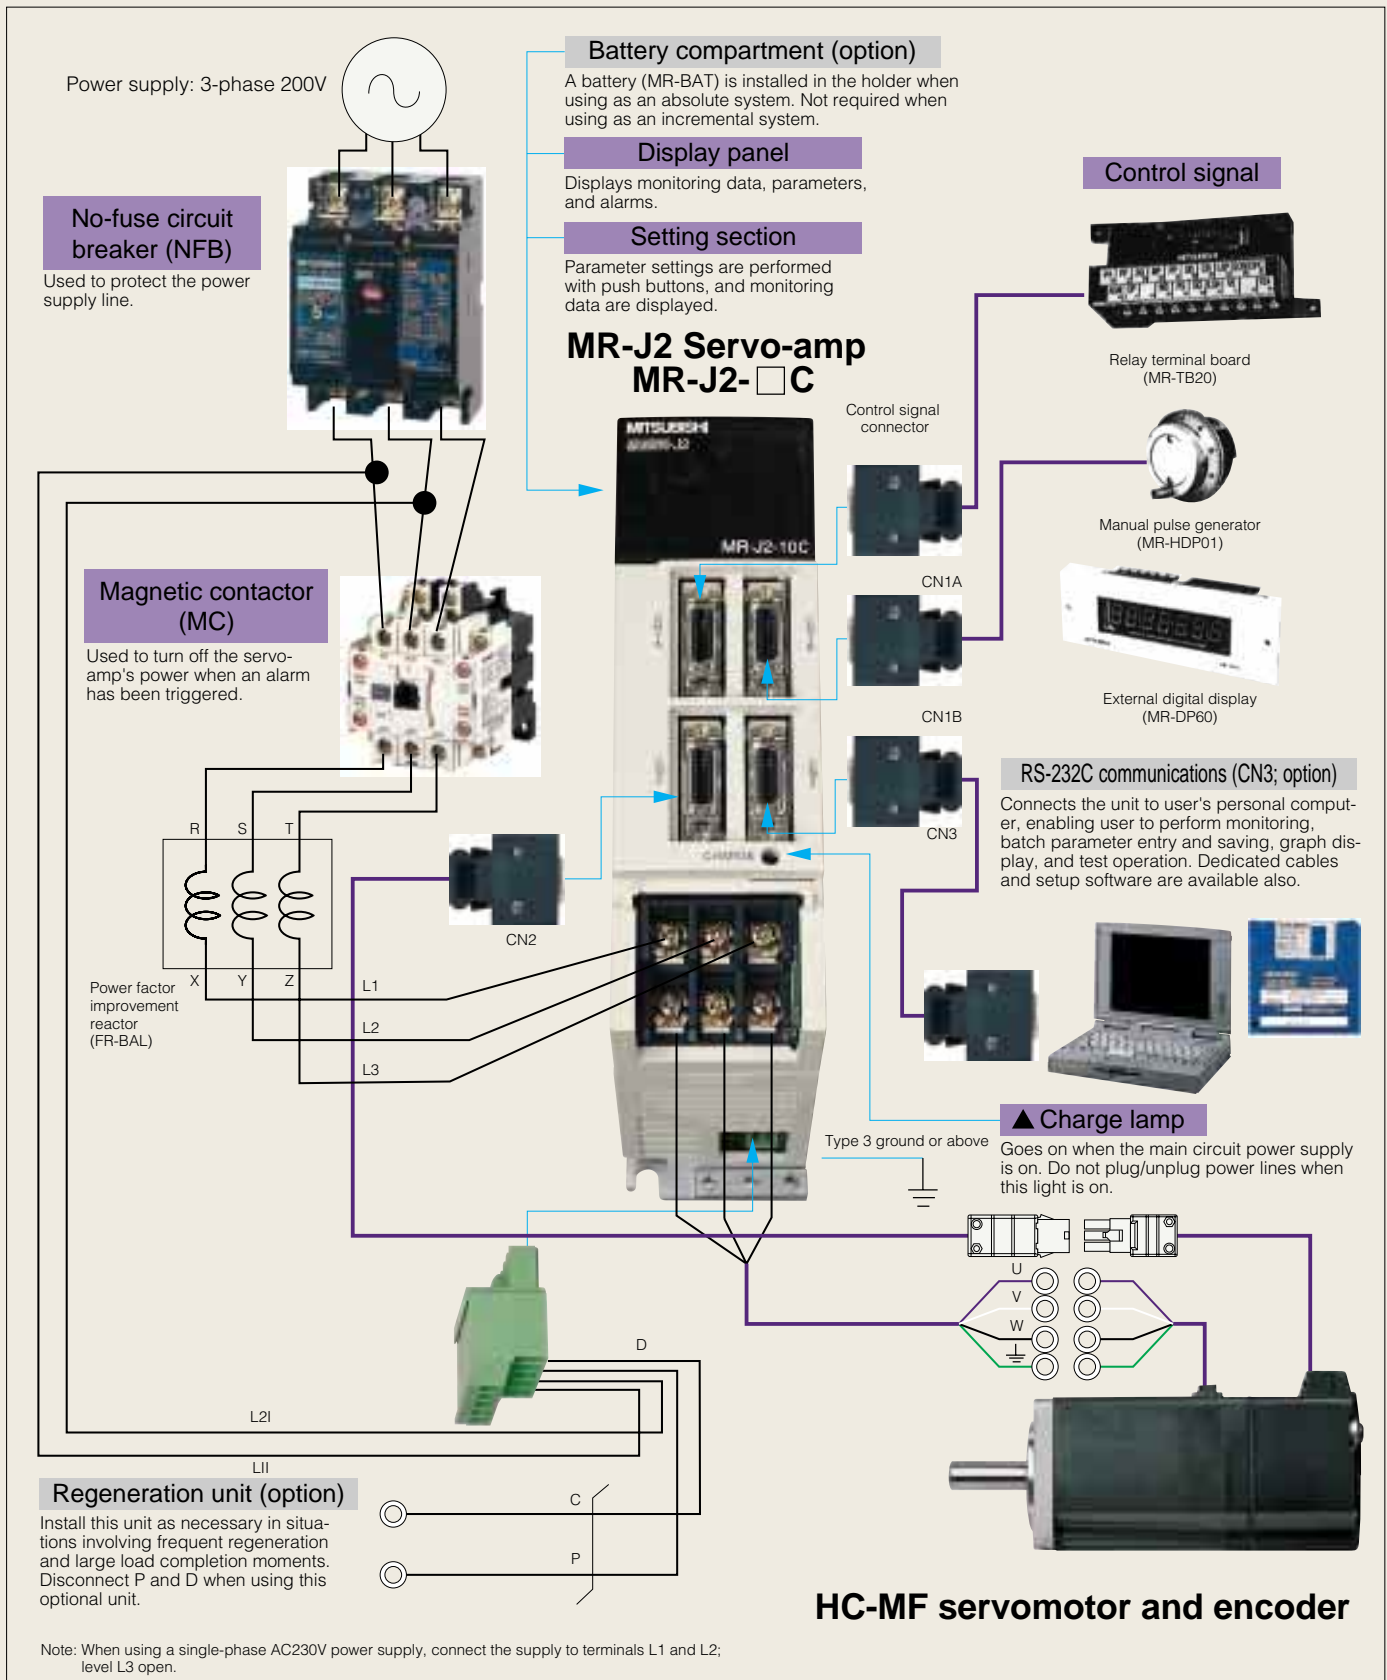 Power supply: 3-phase 200V
No-fuse circuit
breaker (NFB)
Used to protect the power
supply line.
Battery compartment (option)
A battery (MR-BAT) is installed in the holder when
using as an absolute system. Not required when
using as an incremental system.
Display panel
Displays monitoring data, parameters,
and alarms.
Setting section
Parameter settings are performed
with push buttons, and monitoring
data are displayed.
MR-J2 Servo-amp
MR-J2-□C
Control signal
Relay terminal board
(MR-TB20)
Control signal
connector
MITSUBISHI
MR-J2-10C
CN1A
Manual pulse generator
(MR-HDP01)
External digital display
(MR-DP60)
CN1B
Magnetic contactor
(MC)
Used to turn off the servo-
amp's power when an alarm
has been triggered.
RS-232C communications (CN3; option)
Connects the unit to user's personal comput-
er, enabling user to perform monitoring,
batch parameter entry and saving, graph dis-
play, and test operation. Dedicated cables
and setup software are available also.
CN3
CHARGE
CN2
R S T
X Y Z
Power factor
improvement
reactor
(FR-BAL)
L1
L2
L3
▲ Charge lamp
Goes on when the main circuit power supply
is on. Do not plug/unplug power lines when
this light is on.
Type 3 ground or above
U
V
W
D
L2I
LII
Regeneration unit (option)
Install this unit as necessary in situa-
tions involving frequent regeneration
and large load completion moments.
Disconnect P and D when using this
optional unit.
C
P
HC-MF servomotor and encoder
Note: When using a single-phase AC230V power supply, connect the supply to terminals L1 and L2;
level L3 open.